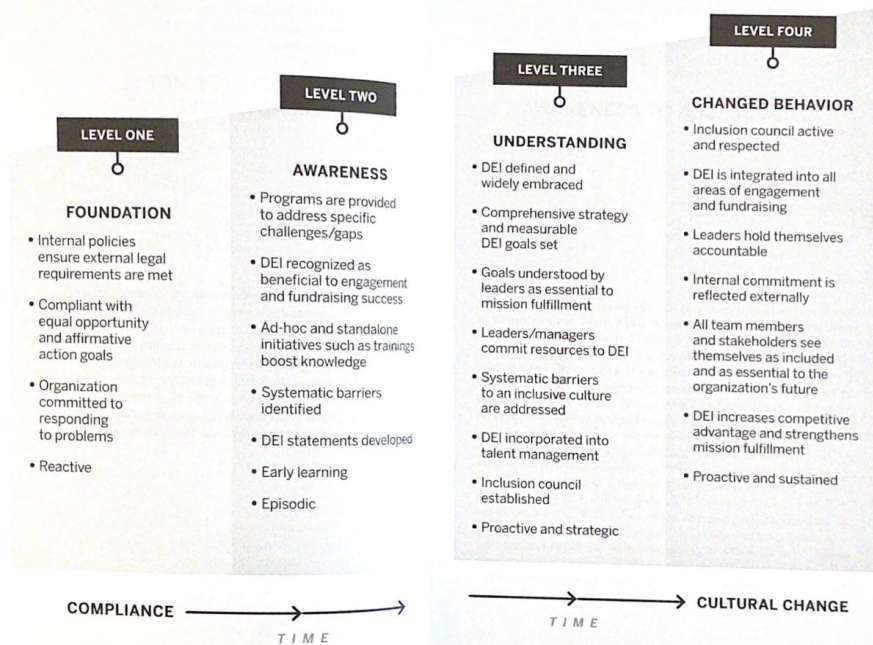 LEVEL ONE
FOUNDATION
• Internal policies
ensure external legal
requirements are met
• Compliant with
equal opportunity
and affirmative
action goals
• Organization
committed to
responding
to problems
• Reactive
LEVEL TWO
AWARENESS
• Programs are provided
to address specific
challenges/gaps
• DEI recognized as
beneficial to engagement
and fundraising success
• Ad-hoc and standalone
initiatives such as trainings
boost knowledge
• Systematic barriers
identified
• DEI statements developed
• Early learning
• Episodic
LEVEL THREE
UNDERSTANDING
• DEI defined and
widely embraced
• Comprehensive strategy
and measurable
DEI goals set
• Goals understood by
leaders as essential to
mission fulfillment
• Leaders/managers
commit resources to DEI
• Systematic barriers
to an inclusive culture
are addressed
• DEI incorporated into
talent management
• Inclusion council
established
• Proactive and strategic
LEVEL FOUR
CHANGED BEHAVIOR
• Inclusion council active
and respected
• DEI is integrated into all
areas of engagement
and fundraising
• Leaders hold themselves
accountable
• Internal commitment is
reflected externally
• All team members
and stakeholders see
themselves as included
and as essential to the
organization's future
• DEI increases competitive
advantage and strengthens
mission fulfillment
• Proactive and sustained
COMPLIANCE
TIME
TIME
CULTURAL CHANGE